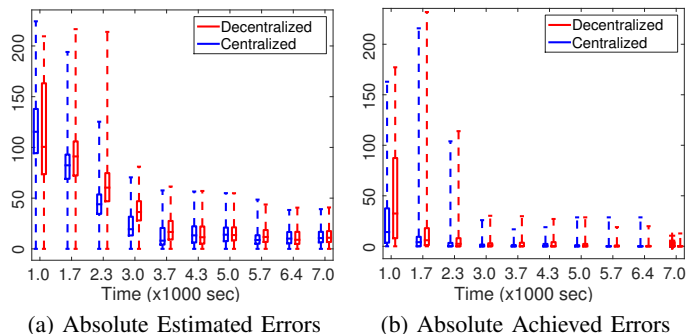 Decentralized
Centralized
200
150
100
50
0
1.0 1.7 2.3 3.0 3.7 4.3 5.0 5.7 6.4 7.0
Time (x1000 sec)
(a) Absolute Estimated Errors
Decentralized
Centralized
200
150
100
50
0
1.0 1.7 2.3 3.0 3.7 4.3 5.0 5.7 6.4 7.0
Time (x1000 sec)
(b) Absolute Achieved Errors